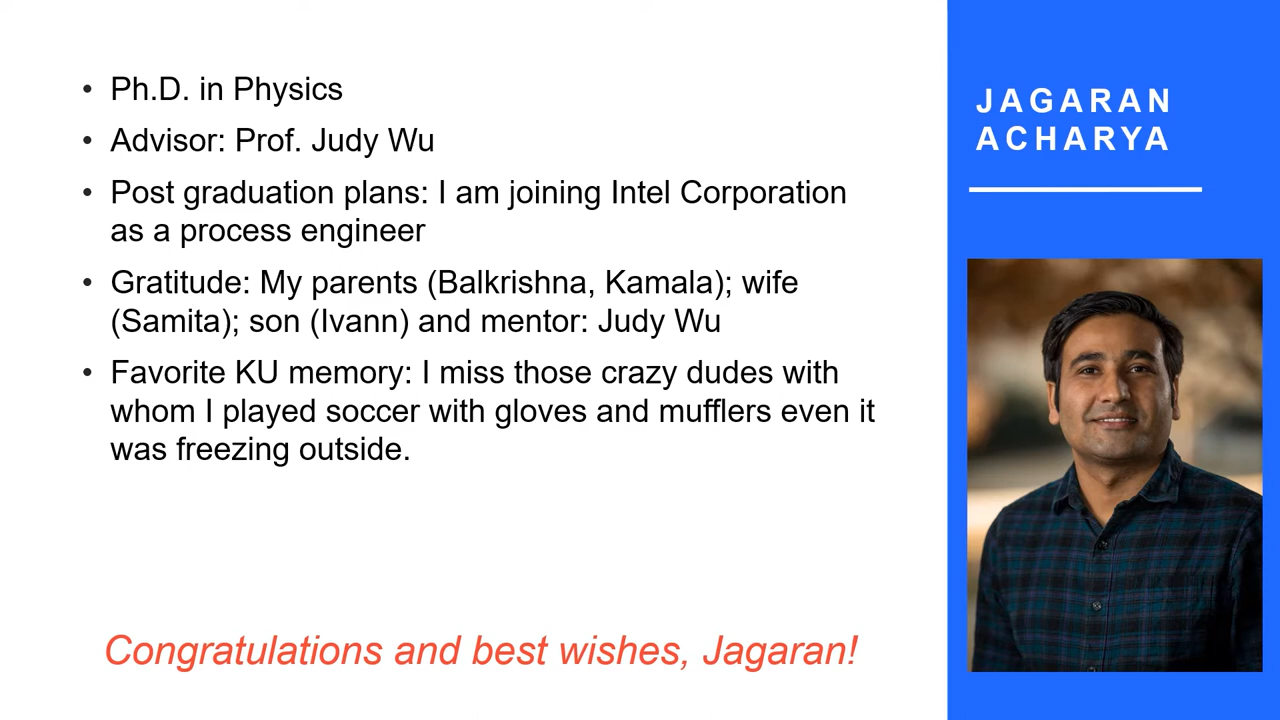 • Ph.D. in Physics
• Advisor: Prof. Judy Wu
• Post graduation plans: I am joining Intel Corporation
as a process engineer
• Gratitude: My parents (Balkrishna, Kamala); wife
(Samita); son (Ivann) and mentor: Judy Wu
• Favorite KU memory: I miss those crazy dudes with
whom I played soccer with gloves and mufflers even it
was freezing outside.
Congratulations and best wishes, Jagaran!
JAGARAN
ACHARYA